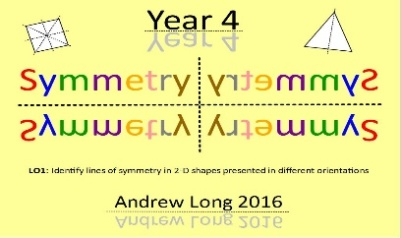 Year 4
Symmetry
LO1: Identify lines of symmetry in 2-D shapes presented in different orientations
Andrew Long 2016